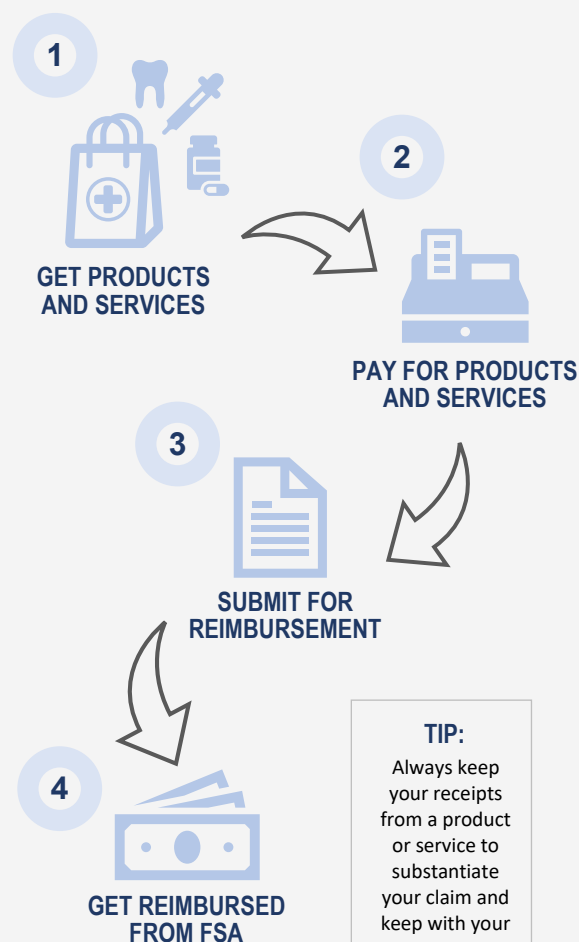 1
GET PRODUCTS
AND SERVICES
2
PAY FOR PRODUCTS
AND SERVICES
3
SUBMIT FOR
REIMBURSEMENT
4
GET REIMBURSED
FROM FSA
TIP:
Always keep
your receipts
from a product
or service to
substantiate
your claim and
keep with your